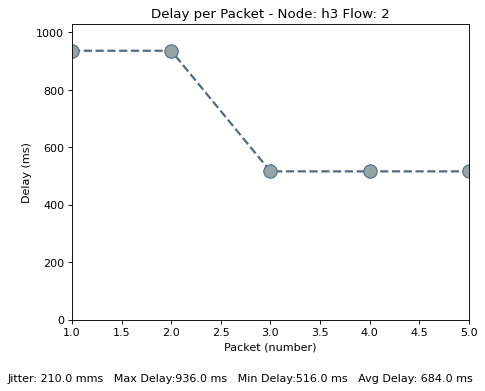 Delay per Packet - Node: h3 Flow: 2
1000
800
600
400
200
0
Delay (ms)
1.0 1.5 2.0 2.5 3.0 3.5 4.0 4.5 5.0
Packet (number)
Jitter: 210.0 mms Max Delay:936.0 ms Min Delay:516.0 ms Avg Delay: 684.0 ms